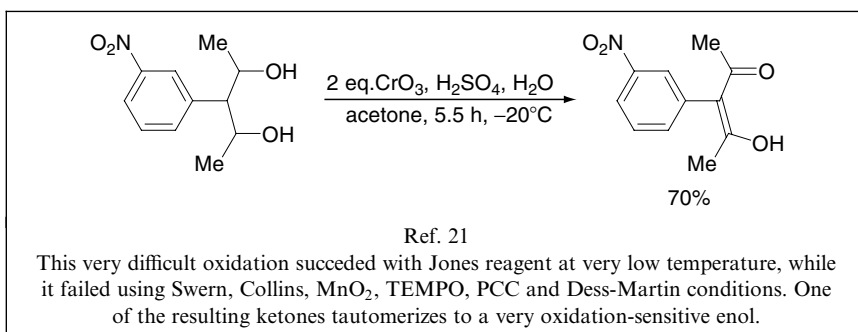 O₂N
Me
OH
OH
Me
2 eq.CrO₃, H₂SO₄, H₂O
acetone, 5.5 h, –20°C
O₂N
Me
O
OH
Me
70%
Ref. 21
This very difficult oxidation succeded with Jones reagent at very low temperature, while
it failed using Swern, Collins, MnO₂, TEMPO, PCC and Dess-Martin conditions. One
of the resulting ketones tautomerizes to a very oxidation-sensitive enol.